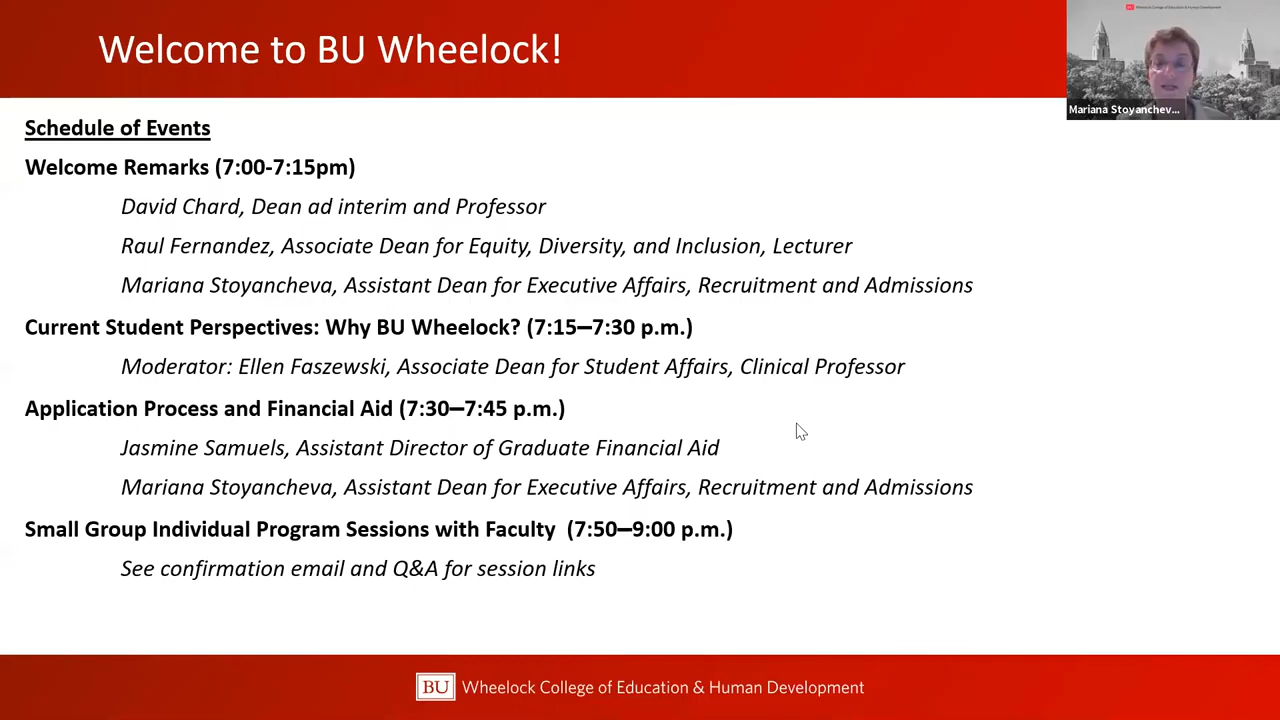 Welcome to BU Wheelock!
Wheelock College of Education & Human Development
Mariana Stoyanchev...
Schedule of Events
Welcome Remarks (7:00-7:15pm)
David Chard, Dean ad interim and Professor
Raul Fernandez, Associate Dean for Equity, Diversity, and Inclusion, Lecturer
Mariana Stoyancheva, Assistant Dean for Executive Affairs, Recruitment and Admissions
Current Student Perspectives: Why BU Wheelock? (7:15–7:30 p.m.)
Moderator: Ellen Faszewski, Associate Dean for Student Affairs, Clinical Professor
Application Process and Financial Aid (7:30–7:45 p.m.)
Jasmine Samuels, Assistant Director of Graduate Financial Aid
Mariana Stoyancheva, Assistant Dean for Executive Affairs, Recruitment and Admissions
Small Group Individual Program Sessions with Faculty (7:50–9:00 p.m.)
See confirmation email and Q&A for session links
BU Wheelock College of Education & Human Development